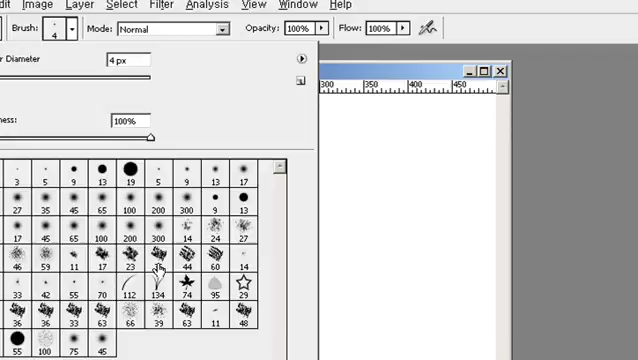 Image Layer Select Filter Analysis View Window Help
Brush: 4 Mode: Normal Opacity: 100% Flow: 100%
Diameter 4 px
300 350 400 450
100%
3 5 9 13 19 5 9 13 17
27 35 45 65 100 200 300 9 13
17 45 65 100 200 300 14 24 27
46 59 11 17 23 44 60 14
33 42 55 70 112 134 74 95 29
36 36 33 63 66 39 63 11 48
55 100 75 45